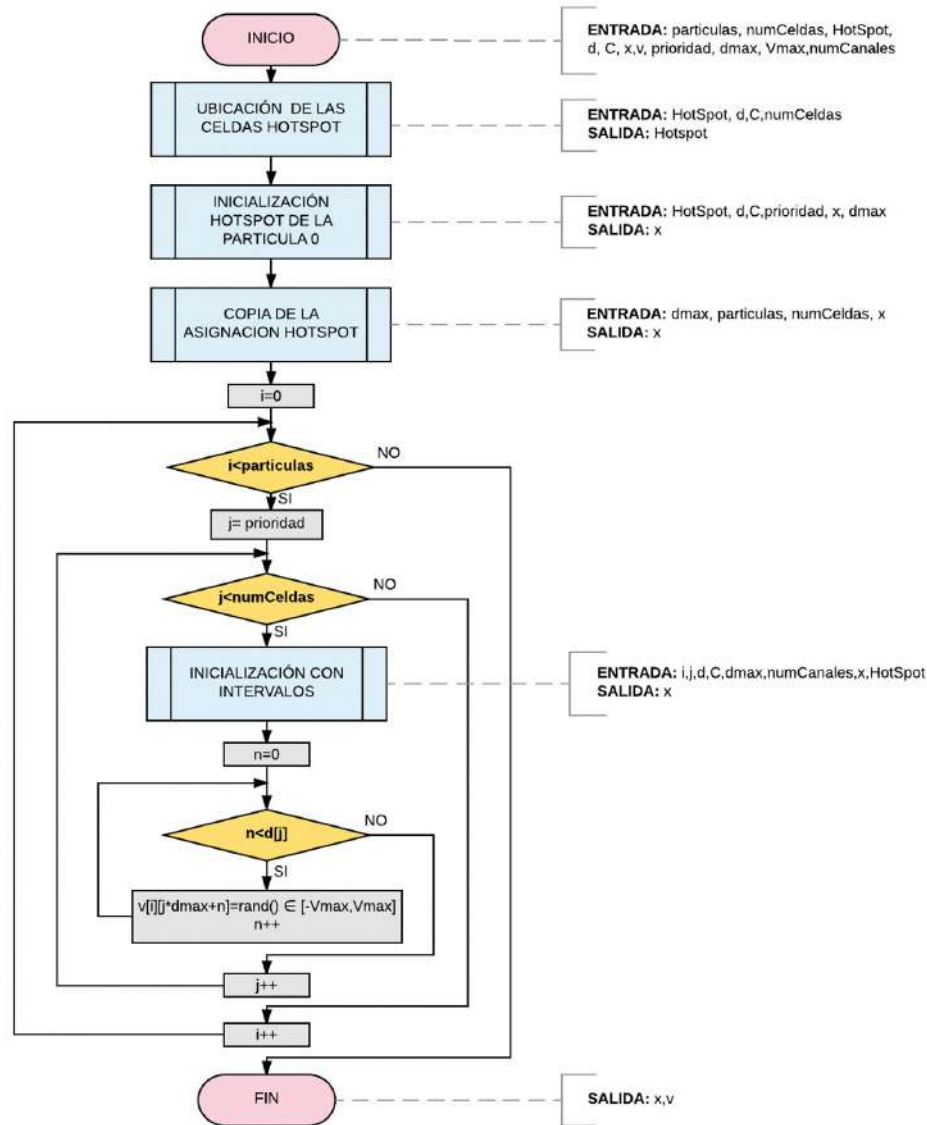 INICIO
ENTRADA: particulas, numCeldas, HotSpot,
d, C, x,v, prioridad, dmax, Vmax,numCanales
UBICACIÓN DE LAS
CELDAS HOTSPOT
ENTRADA: HotSpot, d,C,numCeldas
SALIDA: Hotspot
INICIALIZACIÓN
HOTSPOT DE LA
PARTICULA 0
ENTRADA: HotSpot, d,C,prioridad, x, dmax
SALIDA: x
COPIA DE LA
ASIGNACION HOTSPOT
ENTRADA: dmax, particulas, numCeldas, x
SALIDA: x
i=0
i<particulas
NO
SI
j= prioridad
j<numCeldas
NO
SI
INICIALIZACIÓN CON
INTERVALOS
ENTRADA: i,j,d,C,dmax,numCanales,x,HotSpot
SALIDA: x
n=0
n<d[j]
NO
SI
v[i][j*dmax+n]=rand() ∈ [-Vmax,Vmax]
n++
j++
i++
FIN
SALIDA: x,v